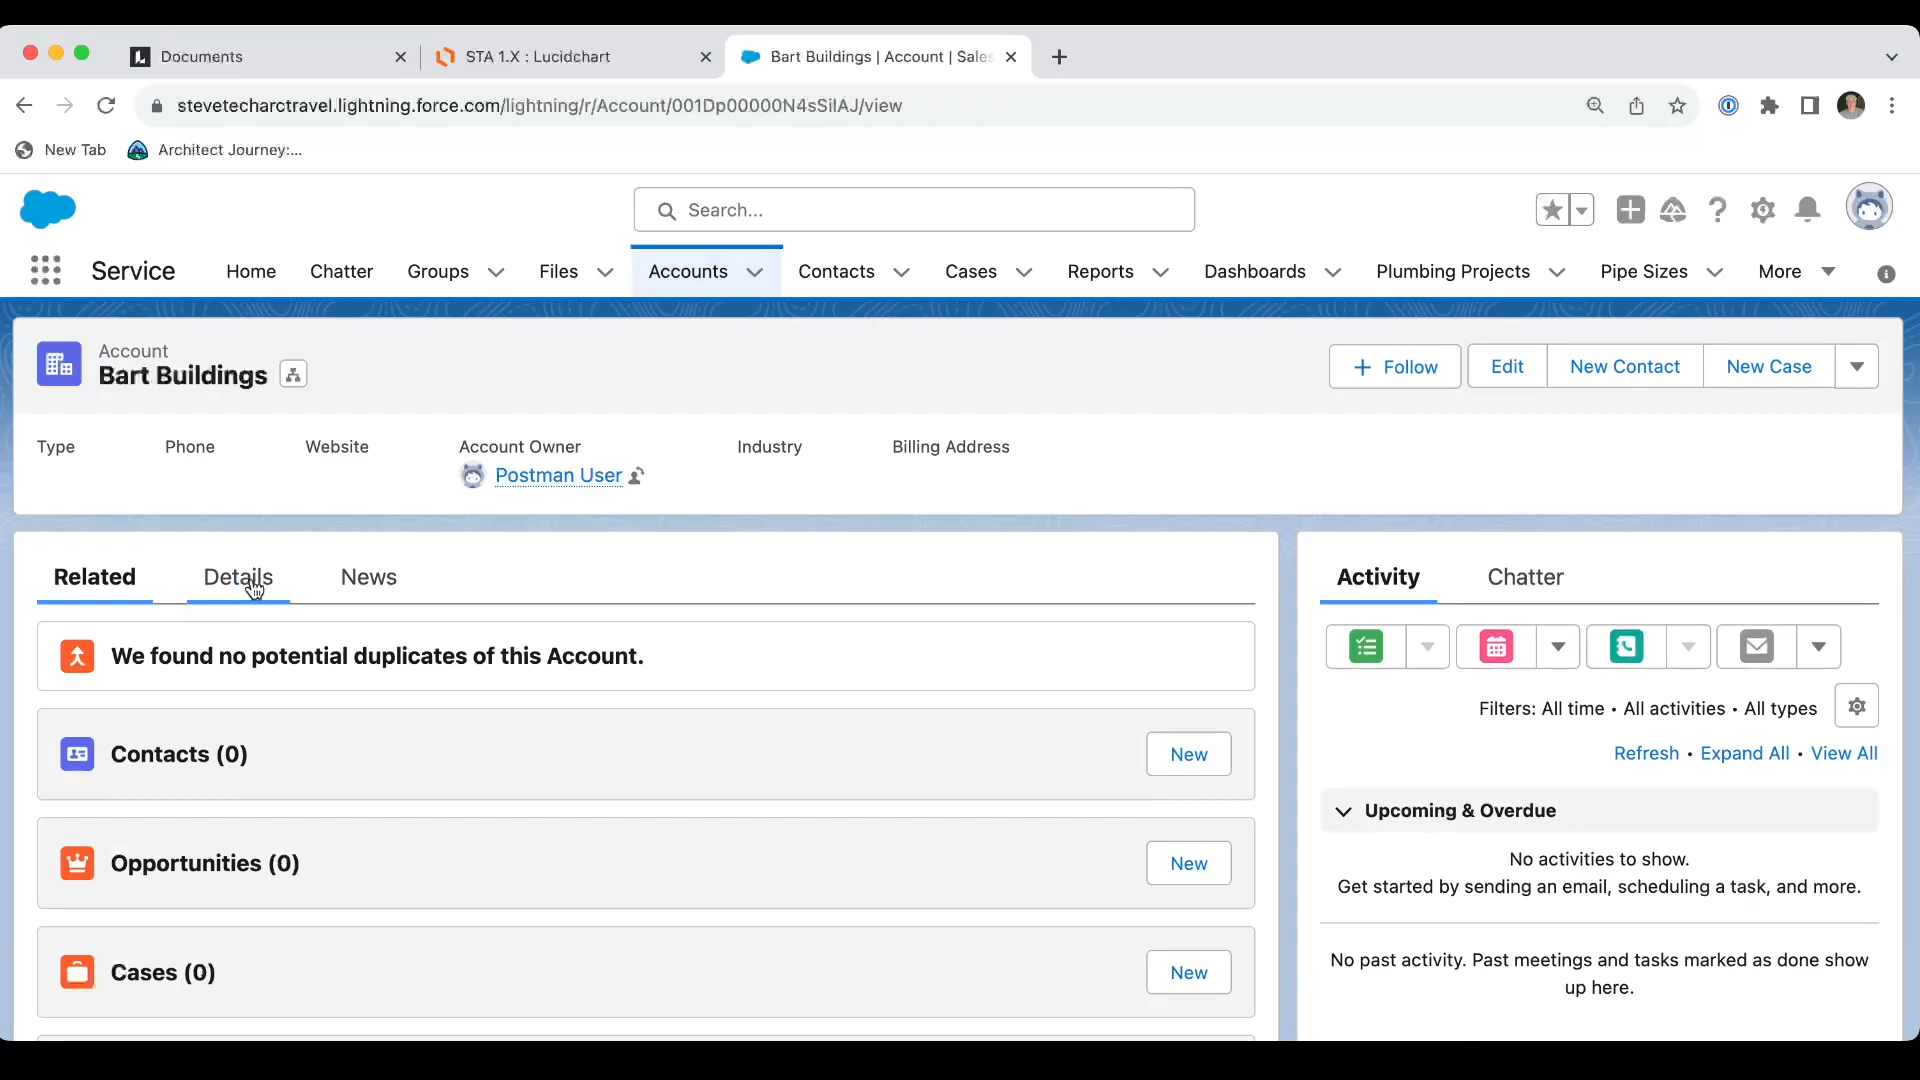 Documents
STA 1.X : Lucidchart
Bart Buildings | Account | Sales
stevetecharctravel.lightning.force.com/lightning/r/Account/001Dp00000N4sSiIAJ/view
New Tab
Architect Journey:...
Search...
Service
Home
Chatter
Groups
Files
Accounts
Contacts
Cases
Reports
Dashboards
Plumbing Projects
Pipe Sizes
More
Account
Bart Buildings
Follow
Edit
New Contact
New Case
Type
Phone
Website
Account Owner
Industry
Billing Address
Postman User
Related
Details
News
We found no potential duplicates of this Account.
Contacts (0)
New
Opportunities (0)
New
Cases (0)
New
Activity
Chatter
Filters: All time • All activities • All types
Refresh • Expand All • View All
Upcoming & Overdue
No activities to show.
Get started by sending an email, scheduling a task, and more.
No past activity. Past meetings and tasks marked as done show
up here.